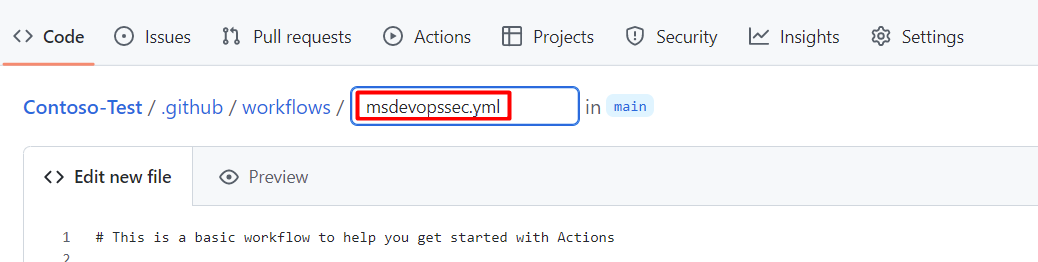 Code Issues Pull requests Actions Projects Security Insights Settings
Contoso-Test / .github / workflows / msdevopssec.yml in main
Edit new file Preview
1 # This is a basic workflow to help you get started with Actions
2